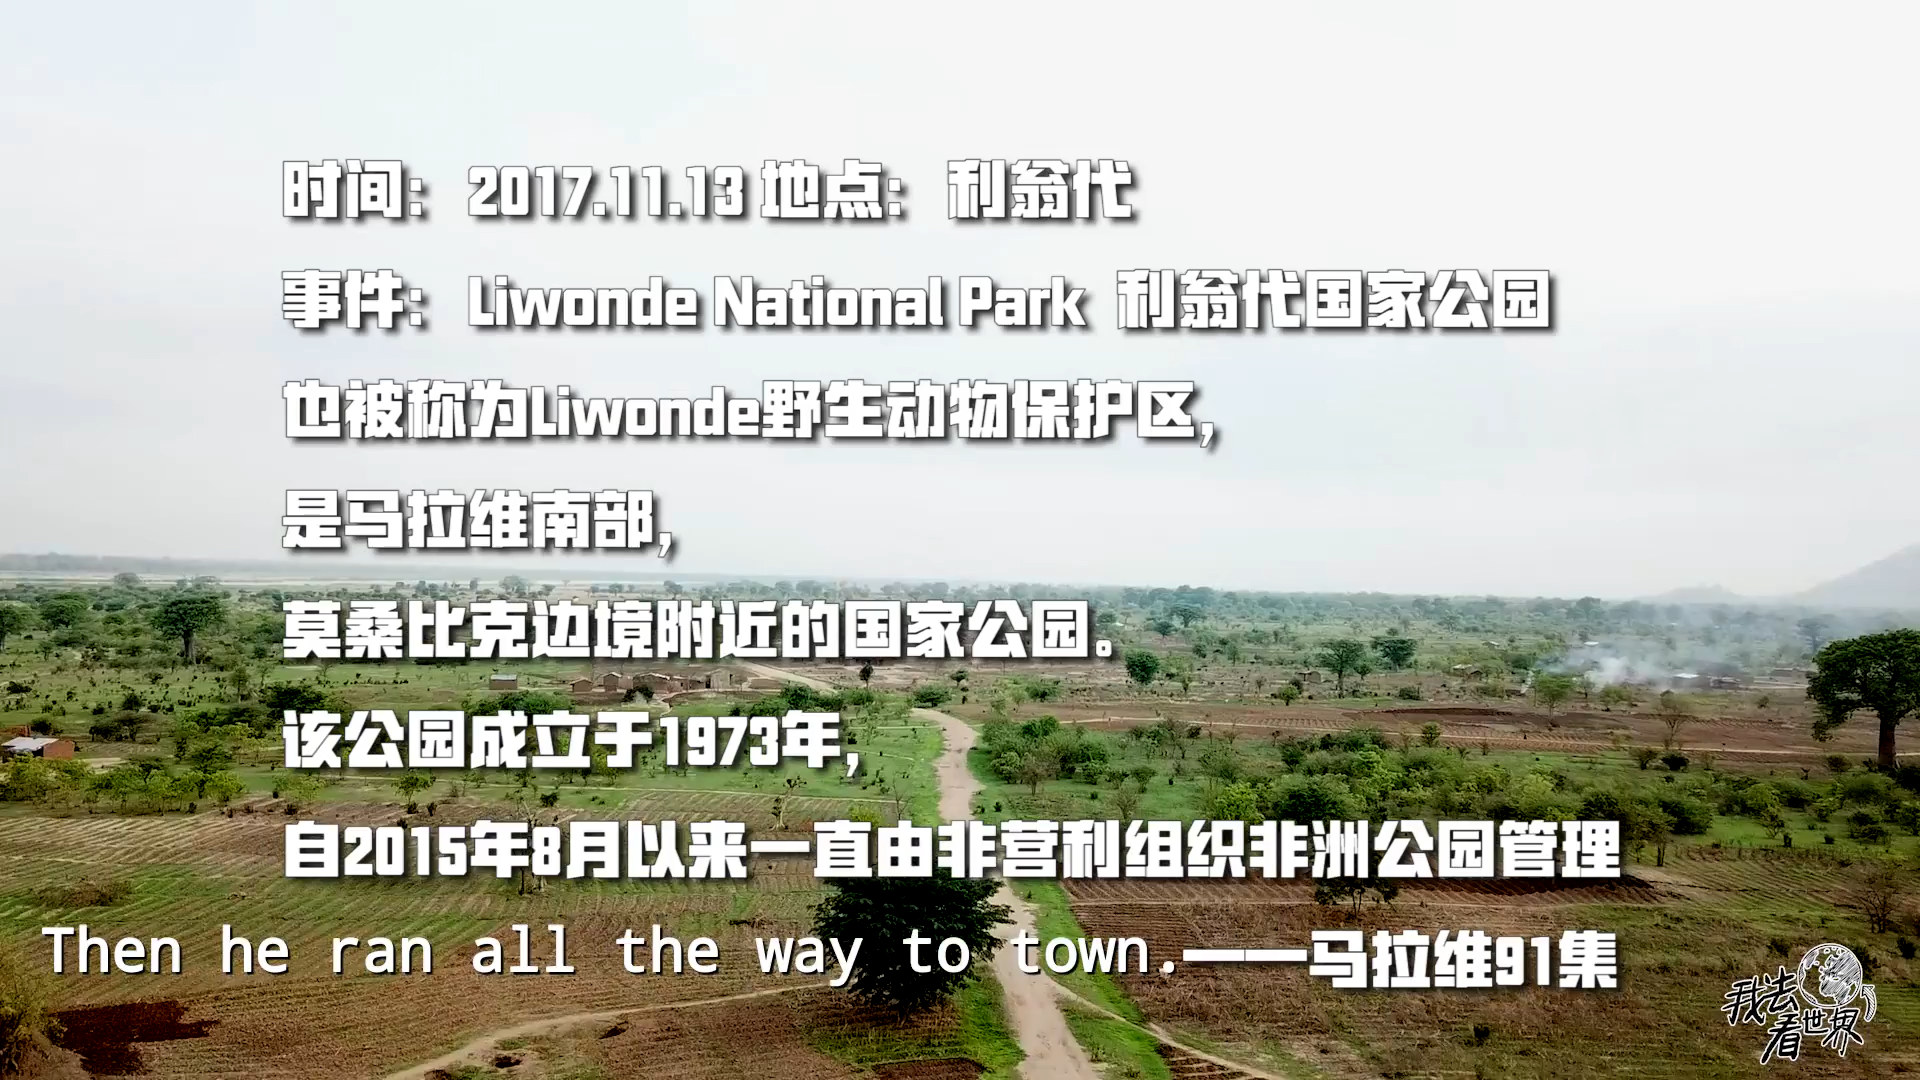 时间：2017.11.13 地点：利翁代
事件：Liwonde National Park 利翁代国家公园
也被称为Liwonde野生动物保护区，
是马拉维南部，
莫桑比克边境附近的国家公园。
该公园成立于1973年，
自2015年8月以来一直由非营利组织非洲公园管理
——马拉维91集
Then he ran all the way to town.
我去看世界